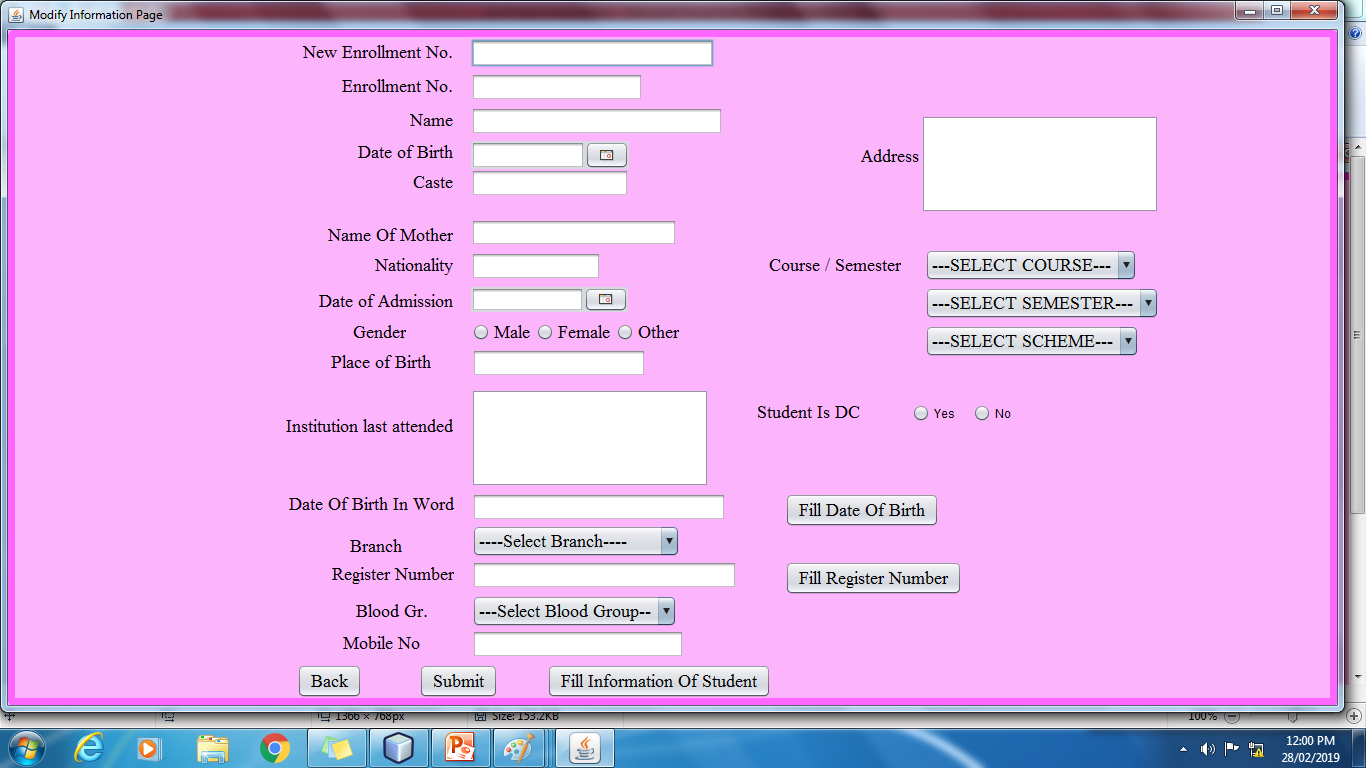 Modify Information Page
New Enrollment No.
Enrollment No.
Name
Date of Birth
Address
Caste
Name Of Mother
Nationality
Course / Semester
---SELECT COURSE---
Date of Admission
---SELECT SEMESTER---
Gender
Male
Female
Other
---SELECT SCHEME---
Place of Birth
Institution last attended
Student Is DC
Yes
No
Date Of Birth In Word
Fill Date Of Birth
Branch
----Select Branch----
Register Number
Fill Register Number
Blood Gr.
---Select Blood Group--
Mobile No
Back
Submit
Fill Information Of Student
1366 × 768px
Size: 153.2KB
100%
12:00 PM
28/02/2019